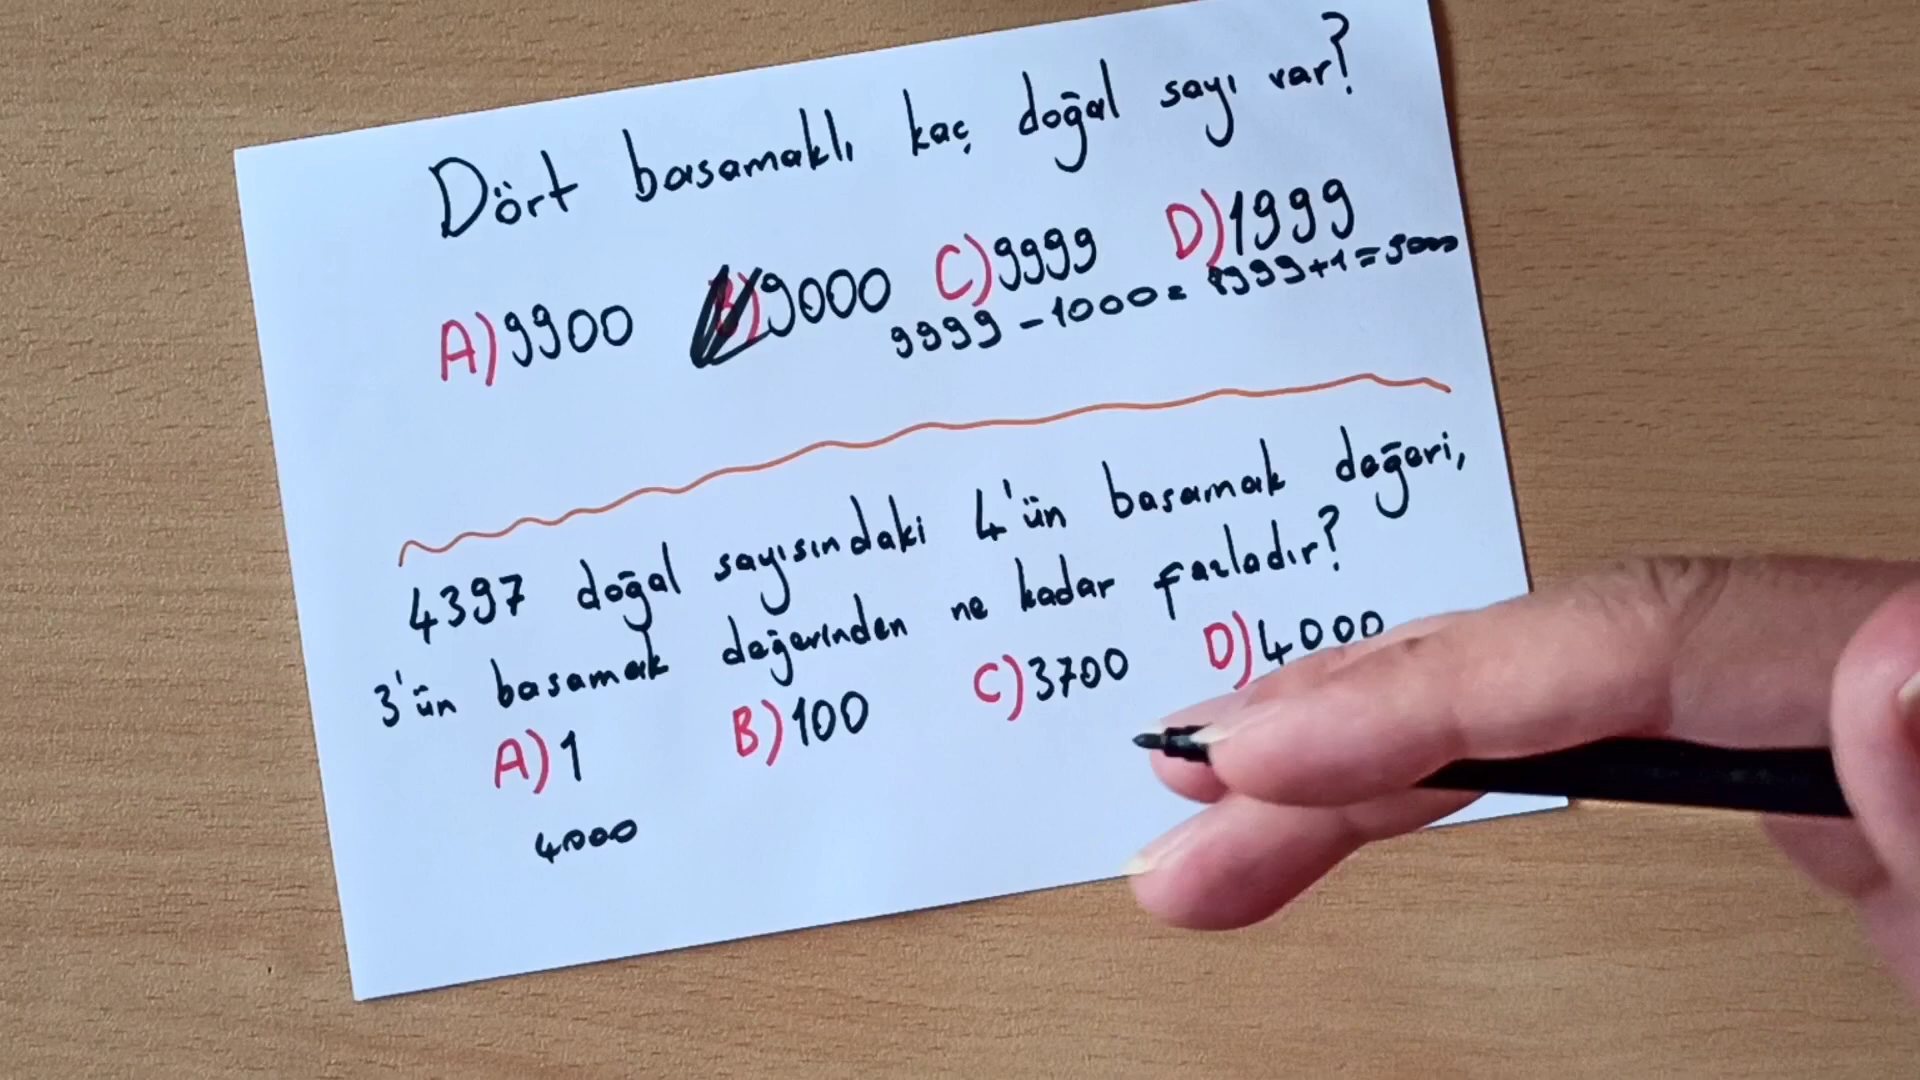 Dört basamaklı kaç doğal sayı var?
A) 9900 B) 9000 C) 9999 D) 1999
9999 - 1000 = 8999 + 1 = 9000
4397 doğal sayısındaki 4'ün basamak değeri,
3'ün basamak değerinden ne kadar fazladır?
A) 1 B) 100 C) 3700 D) 4000
4000